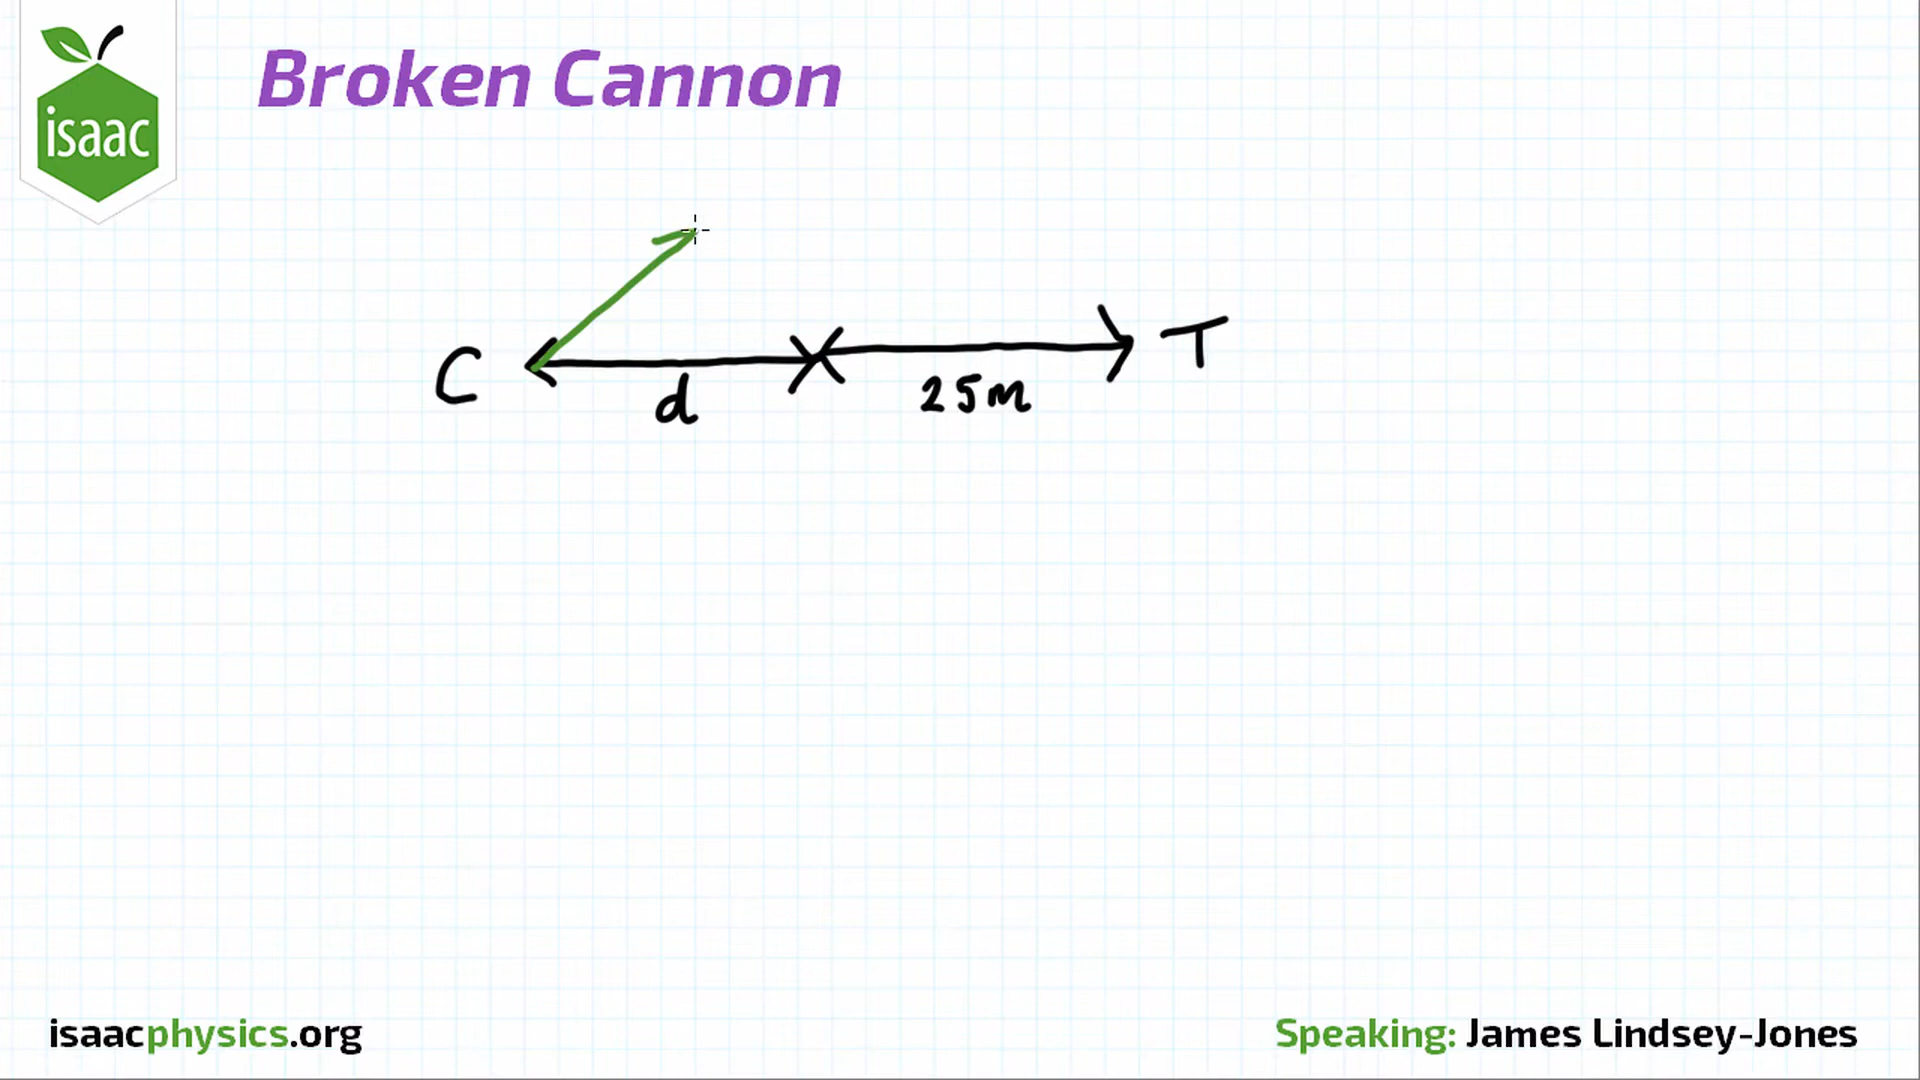 isaac
Broken Cannon
C
d
25m
T
isaacphysics.org
Speaking: James Lindsey-Jones